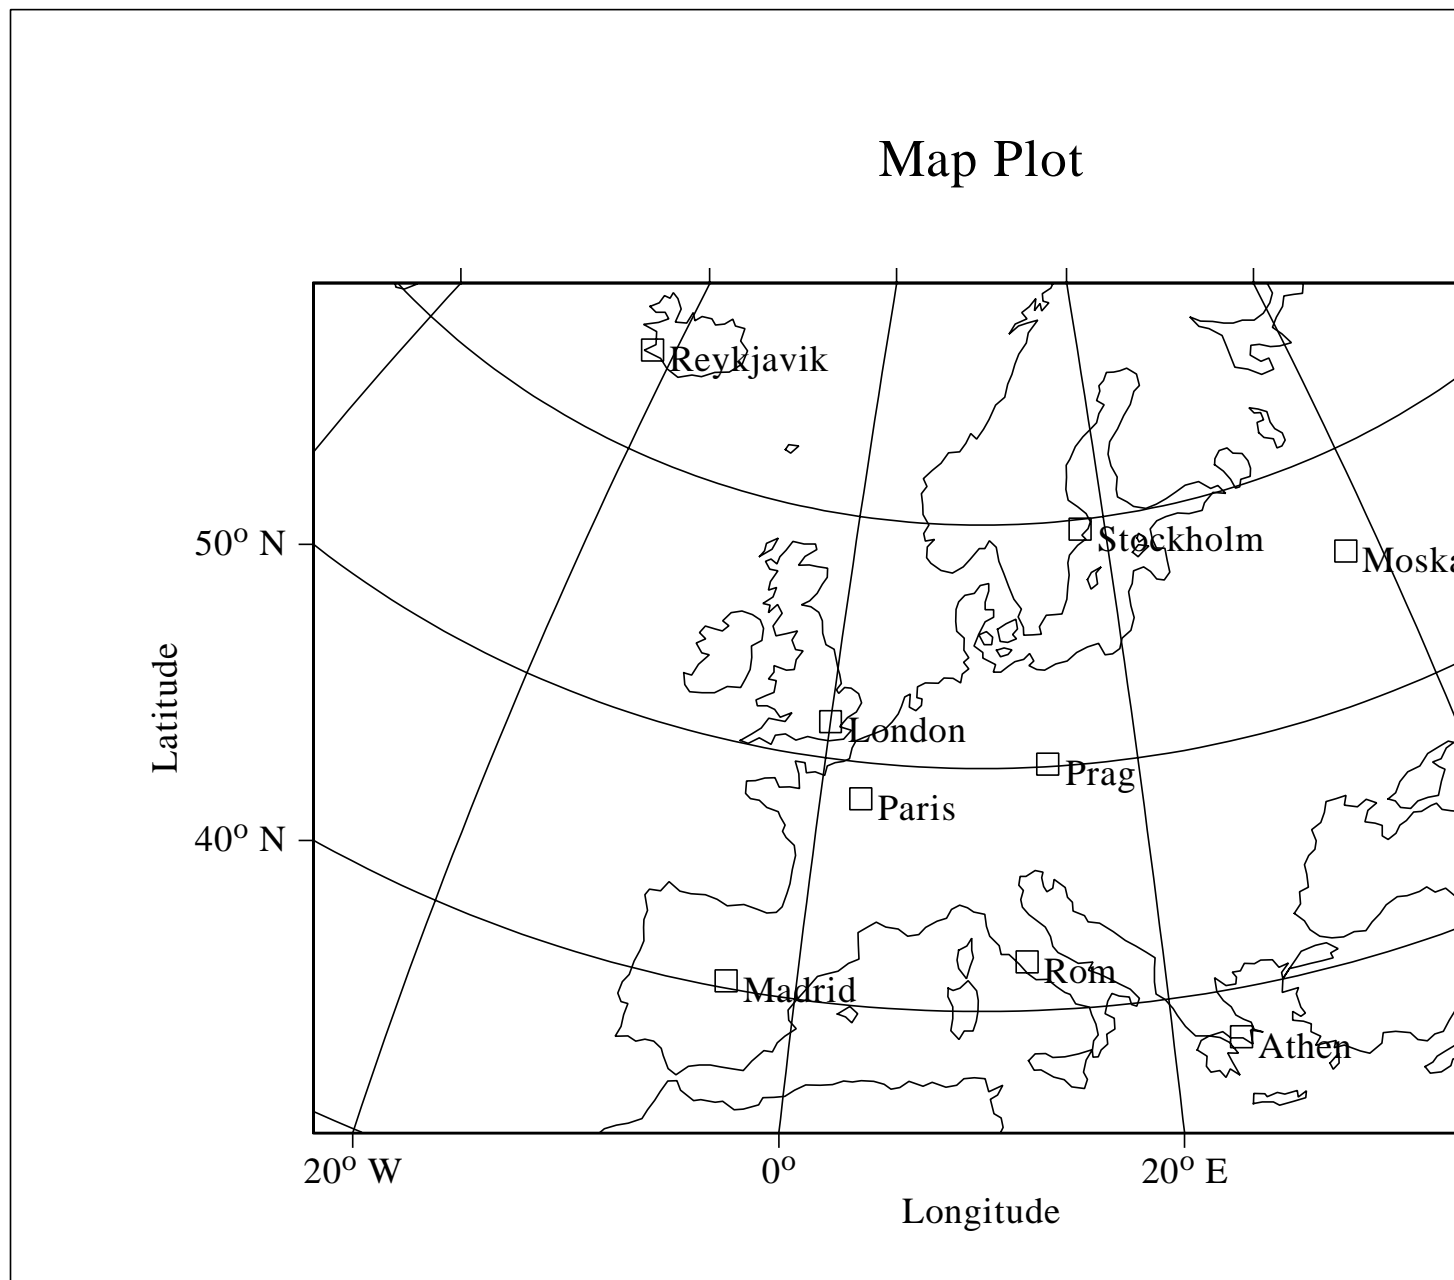 Map Plot
Reykjavik
50° N
Stockholm
Moska
Latitude
London
Prag
Paris
40° N
Rom
Madrid
Athen
20° W
0°
20° E
Longitude